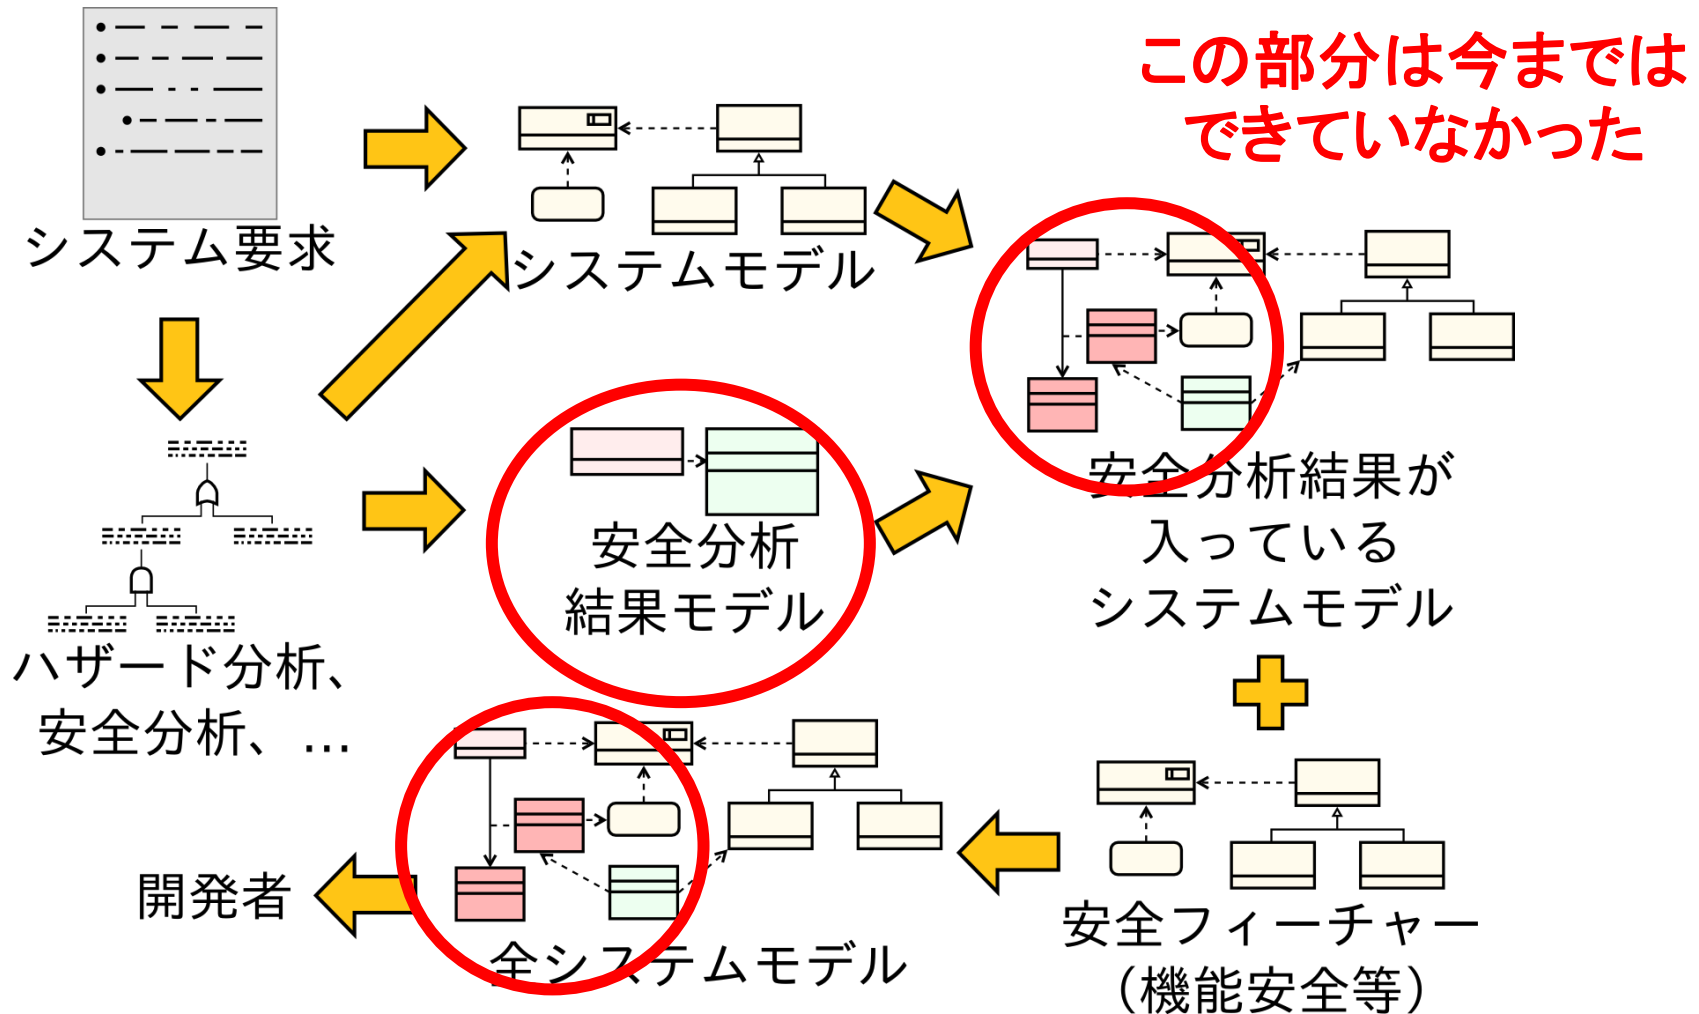 この部分は今までは
できていなかった
システム要求
システムモデル
安全分析
結果モデル
安全分析結果が
入っている
システムモデル
ハザード分析、
安全分析、…
開発者
全システムモデル
安全フィーチャー
（機能安全等）